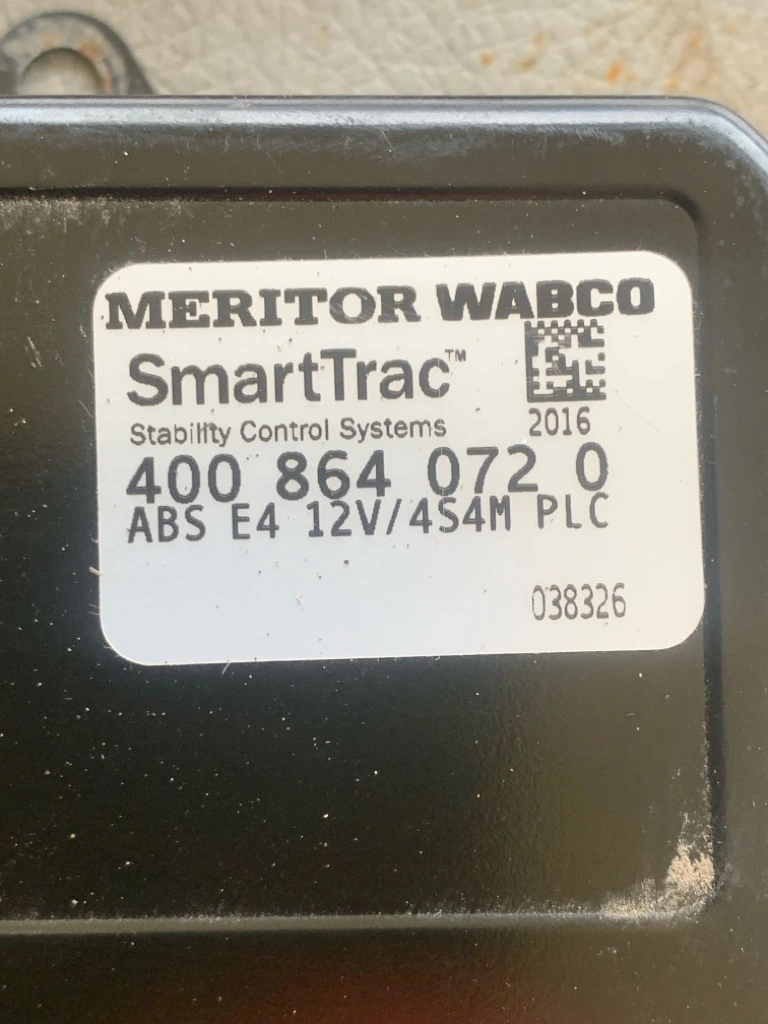 MERITOR WABCO
SmartTrac™
Stability Control Systems
2016
400 864 072 0
ABS E4 12V/4S4M PLC
038326